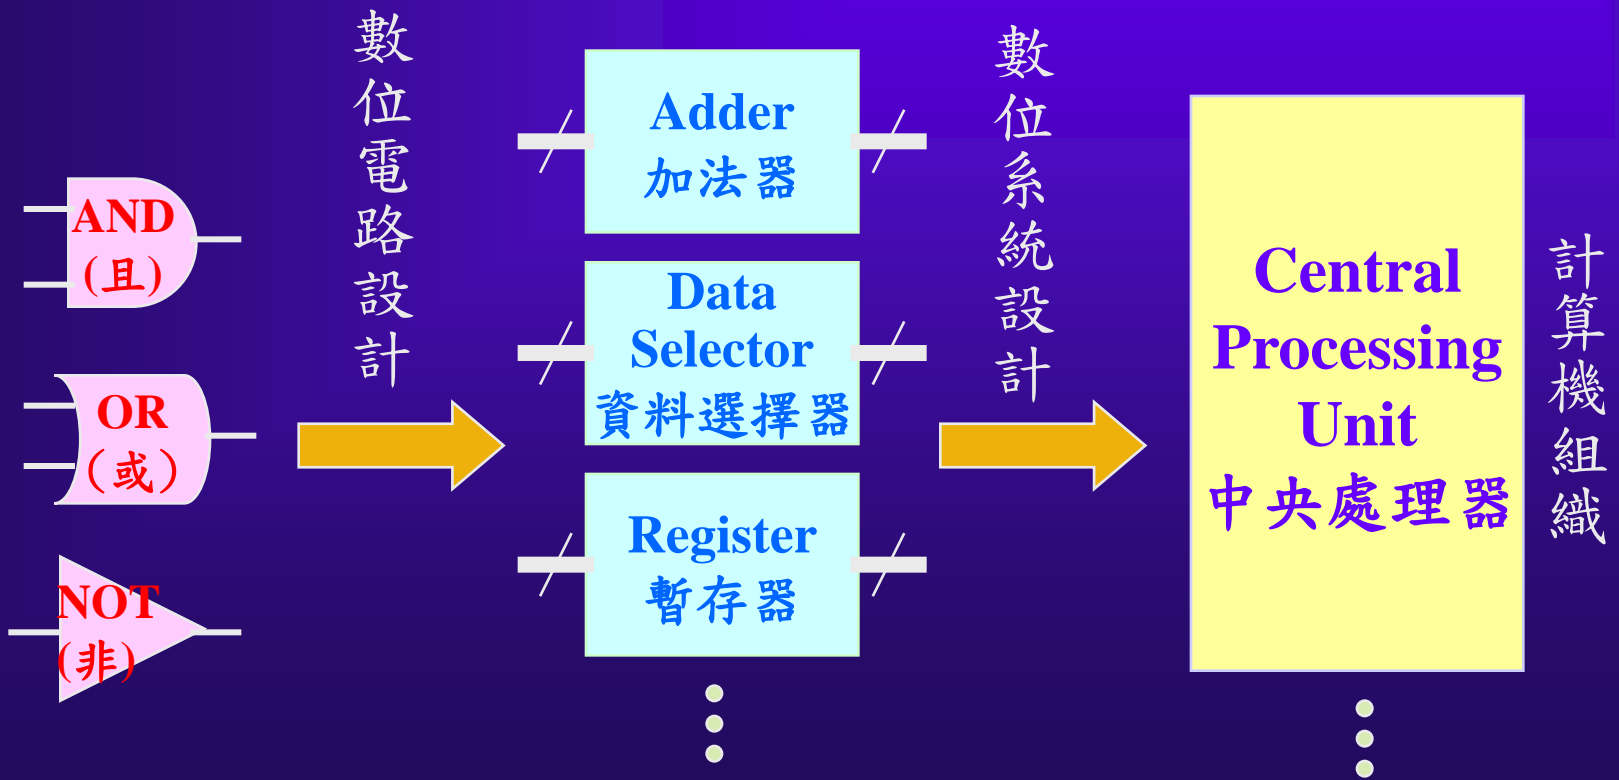 AND
(且)
OR
(或)
NOT
(非)
數位電路設計
Adder
加法器
Data
Selector
資料選擇器
Register
暫存器
數位系統設計
Central
Processing
Unit
中央處理器
計算機組織